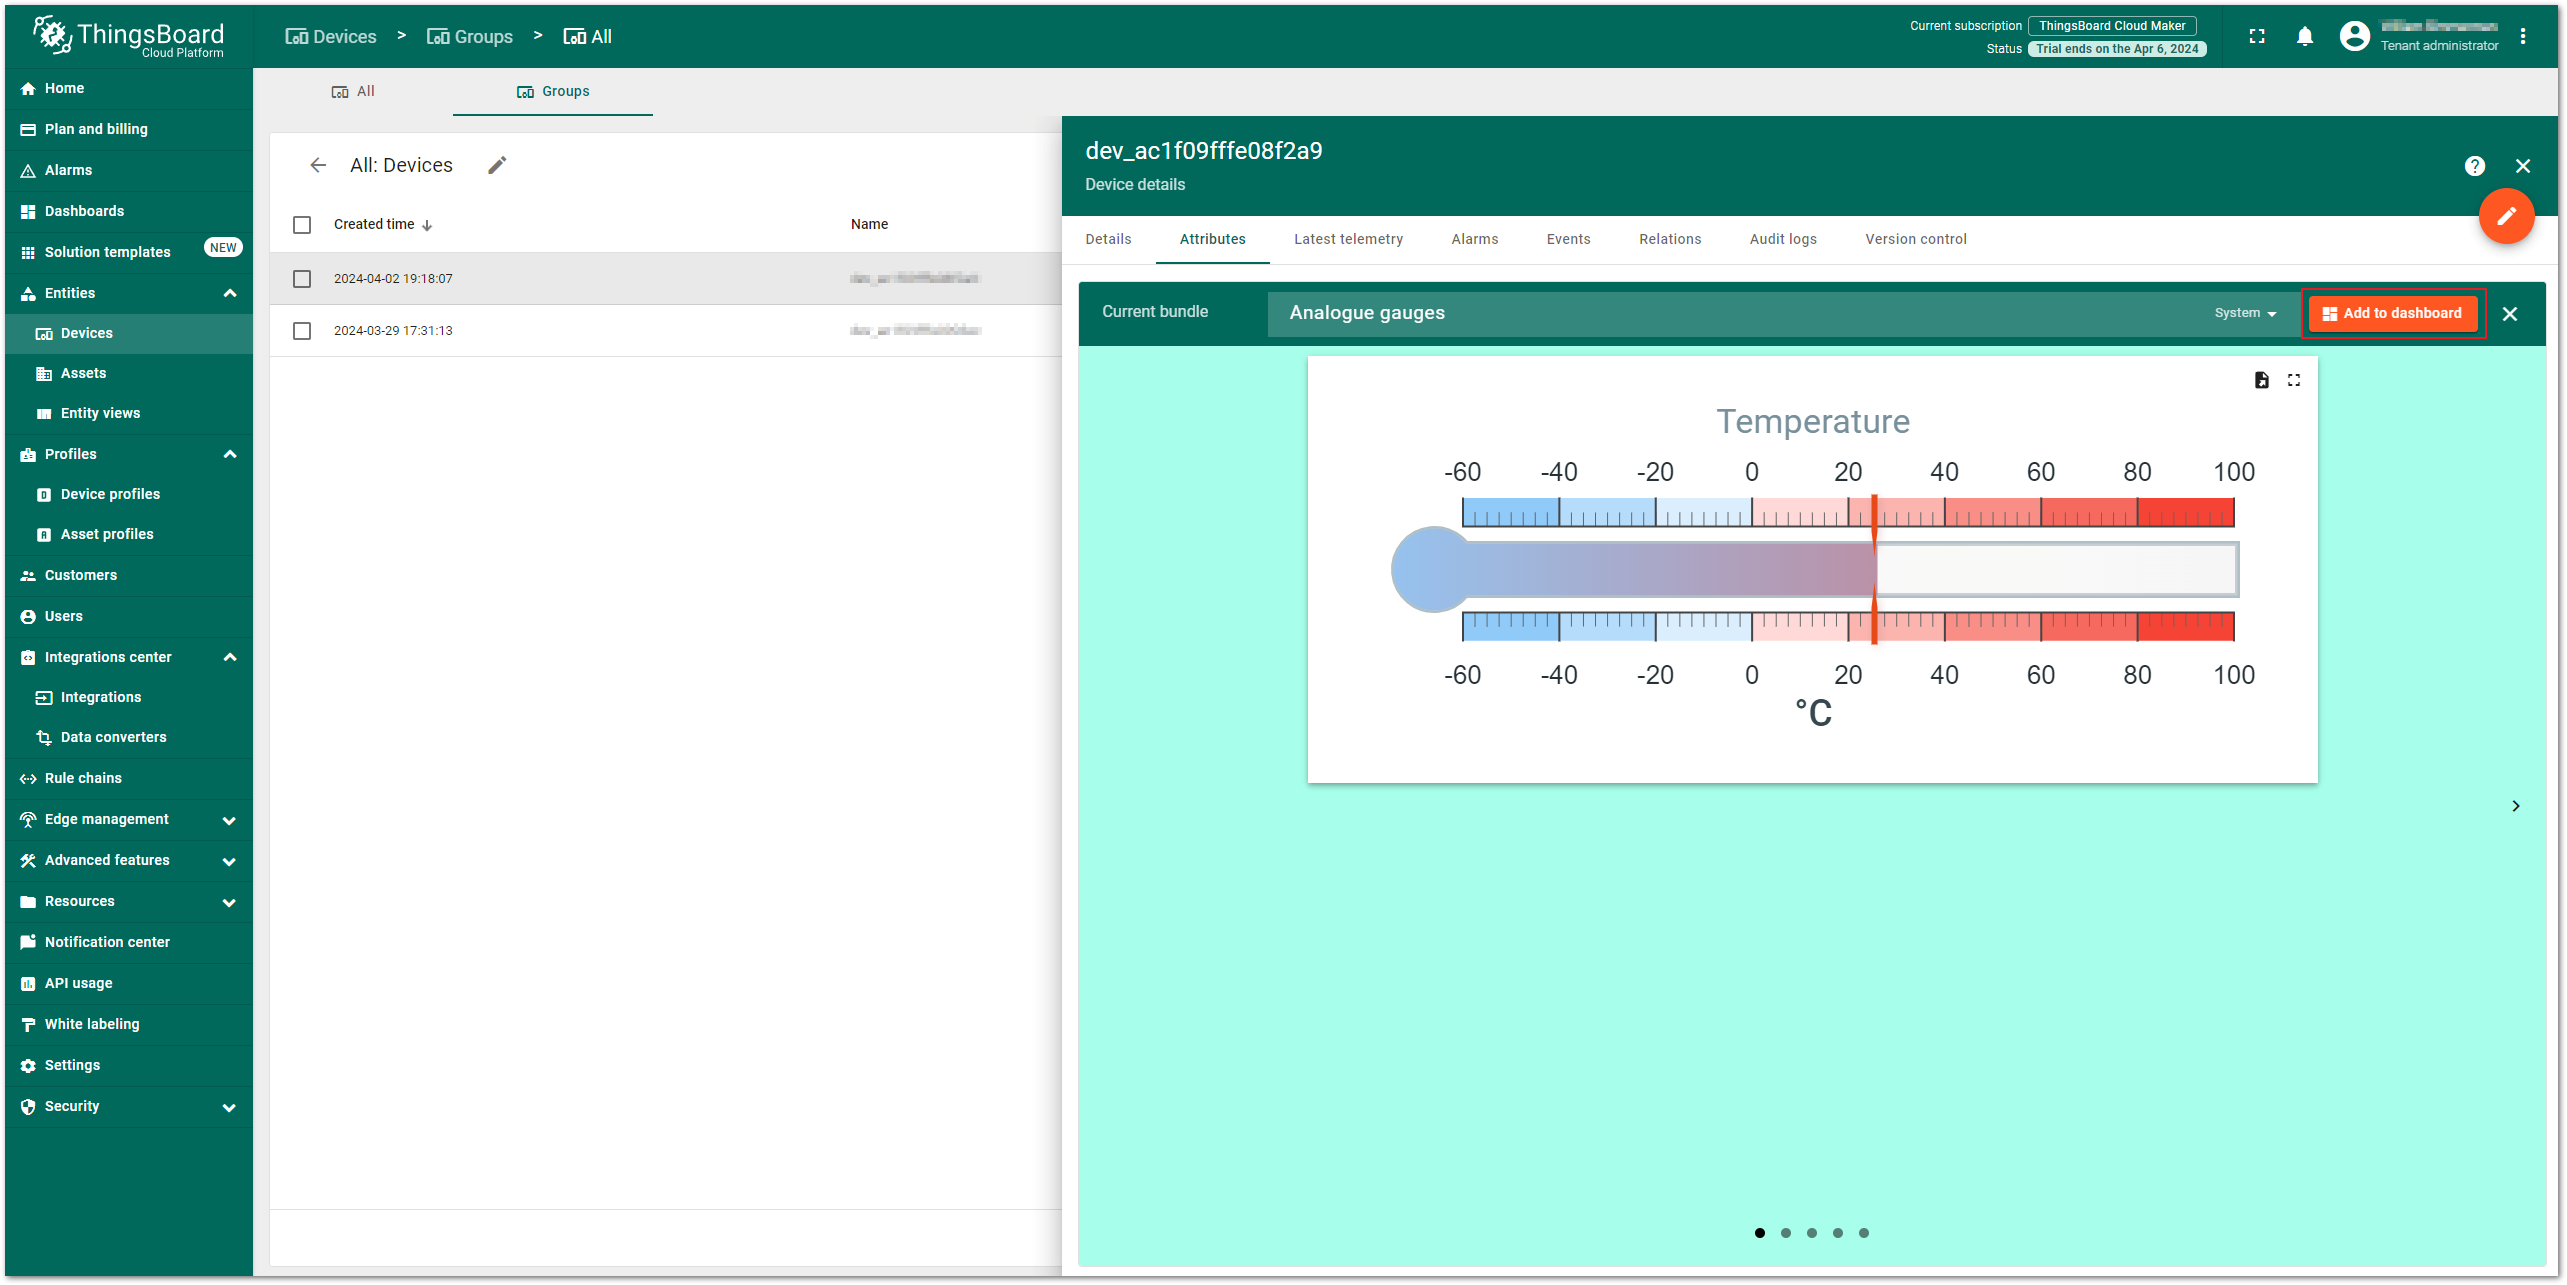 ThingsBoard
Cloud Platform
Devices > Groups > All
Current subscription ThingsBoard Cloud Maker
Status Trial ends on the Apr 6, 2024
Tenant administrator
Home
Plan and billing
Alarms
Dashboards
Solution templates NEW
Entities
Devices
Assets
Entity views
Profiles
Device profiles
Asset profiles
Customers
Users
Integrations center
Integrations
Data converters
Rule chains
Edge management
Advanced features
Resources
Notification center
API usage
White labeling
Settings
Security
All Groups
All: Devices
Created time Name
2024-04-02 19:18:07
2024-03-29 17:31:13
dev_ac1f09fffe08f2a9
Device details
Details Attributes Latest telemetry Alarms Events Relations Audit logs Version control
Current bundle Analogue gauges System Add to dashboard
Temperature
-60 -40 -20 0 20 40 60 80 100
-60 -40 -20 0 20 40 60 80 100
°C